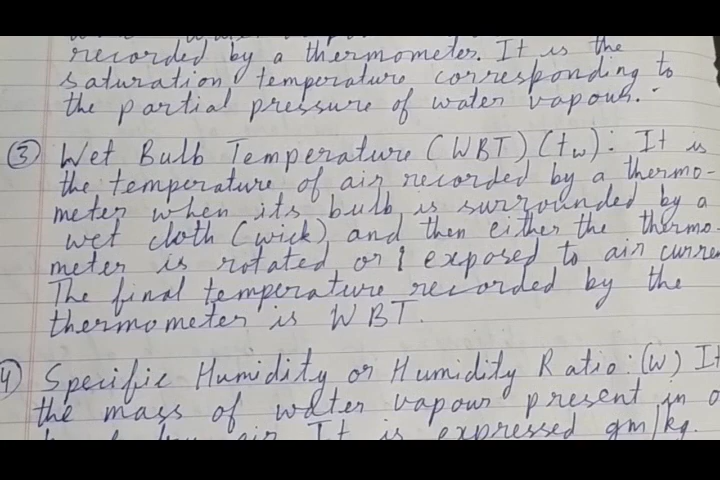 recorded by a thermometer. It is the
saturation temperature corresponding to
the partial pressure of water vapour.
③ Wet Bulb Temperature (WBT) (tw): It is
the temperature of air recorded by a thermo-
meter when its bulb is surrounded by a
wet cloth (wick) and then either the thermo-
meter is rotated or exposed to air curre
The final temperature recorded by the
thermometer is WBT.
④ Specific Humidity or Humidity Ratio: (W) It
the mass of water vapour present in
air It is expressed gm/kg.